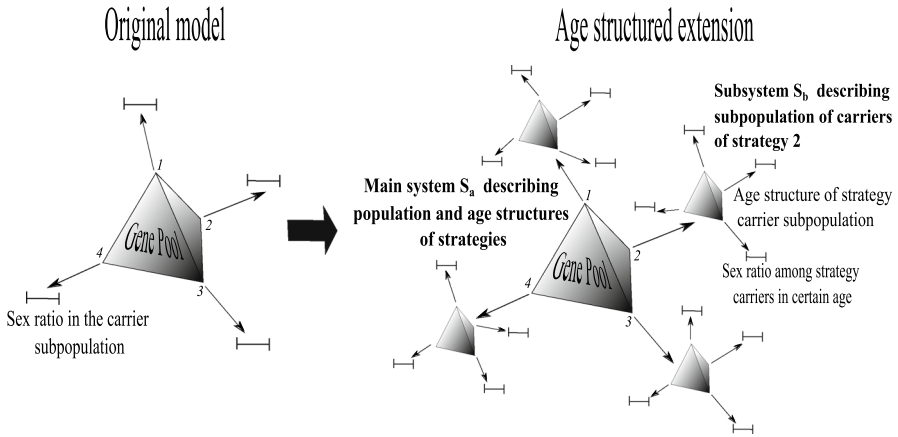 Original model
1
2
Gene Pool
4
3
Sex ratio in the carrier
subpopulation
Age structured extension
Subsystem Sb describing
subpopulation of carriers
of strategy 2
Main system Sa describing
population and age structures
of strategies
Age structure of strategy
carrier subpopulation
1
2
Gene Pool
4
3
Sex ratio among strategy
carriers in certain age